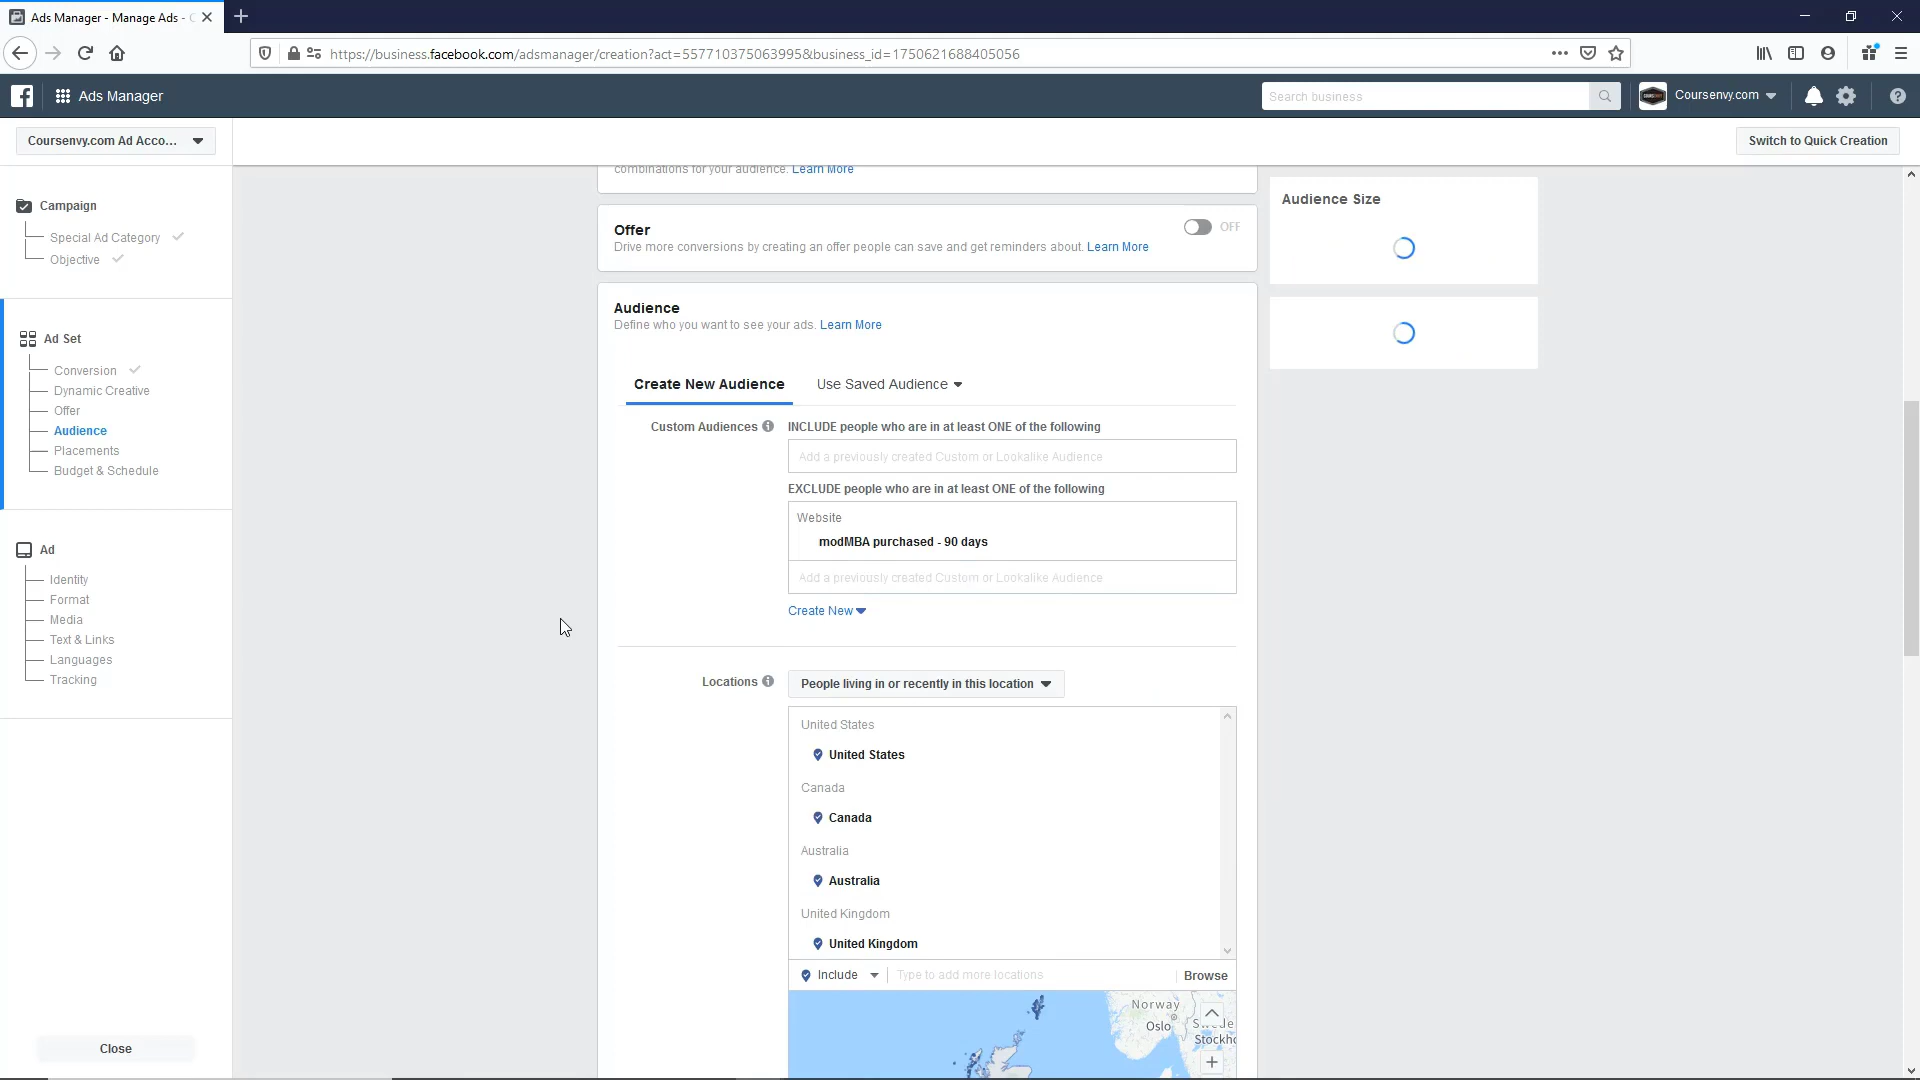 Ads Manager - Manage Ads - C
https://business.facebook.com/adsmanager/creation?act=557710375063995&business_id=1750621688405056
Ads Manager
Search business
Coursenvy.com
Coursenvy.com Ad Acco...
Switch to Quick Creation
Campaign
Special Ad Category
Objective
Ad Set
Conversion
Dynamic Creative
Offer
Audience
Placements
Budget & Schedule
Ad
Identity
Format
Media
Text & Links
Languages
Tracking
Close
combinations for your audience. Learn More
Offer
OFF
Drive more conversions by creating an offer people can save and get reminders about. Learn More
Audience
Define who you want to see your ads. Learn More
Create New Audience
Use Saved Audience
Custom Audiences
INCLUDE people who are in at least ONE of the following
Add a previously created Custom or Lookalike Audience
EXCLUDE people who are in at least ONE of the following
Website
modMBA purchased - 90 days
Add a previously created Custom or Lookalike Audience
Create New
Locations
People living in or recently in this location
United States
United States
Canada
Canada
Australia
Australia
United Kingdom
United Kingdom
Include
Type to add more locations
Browse
Norway
Oslo
Swede
Stockho
Audience Size